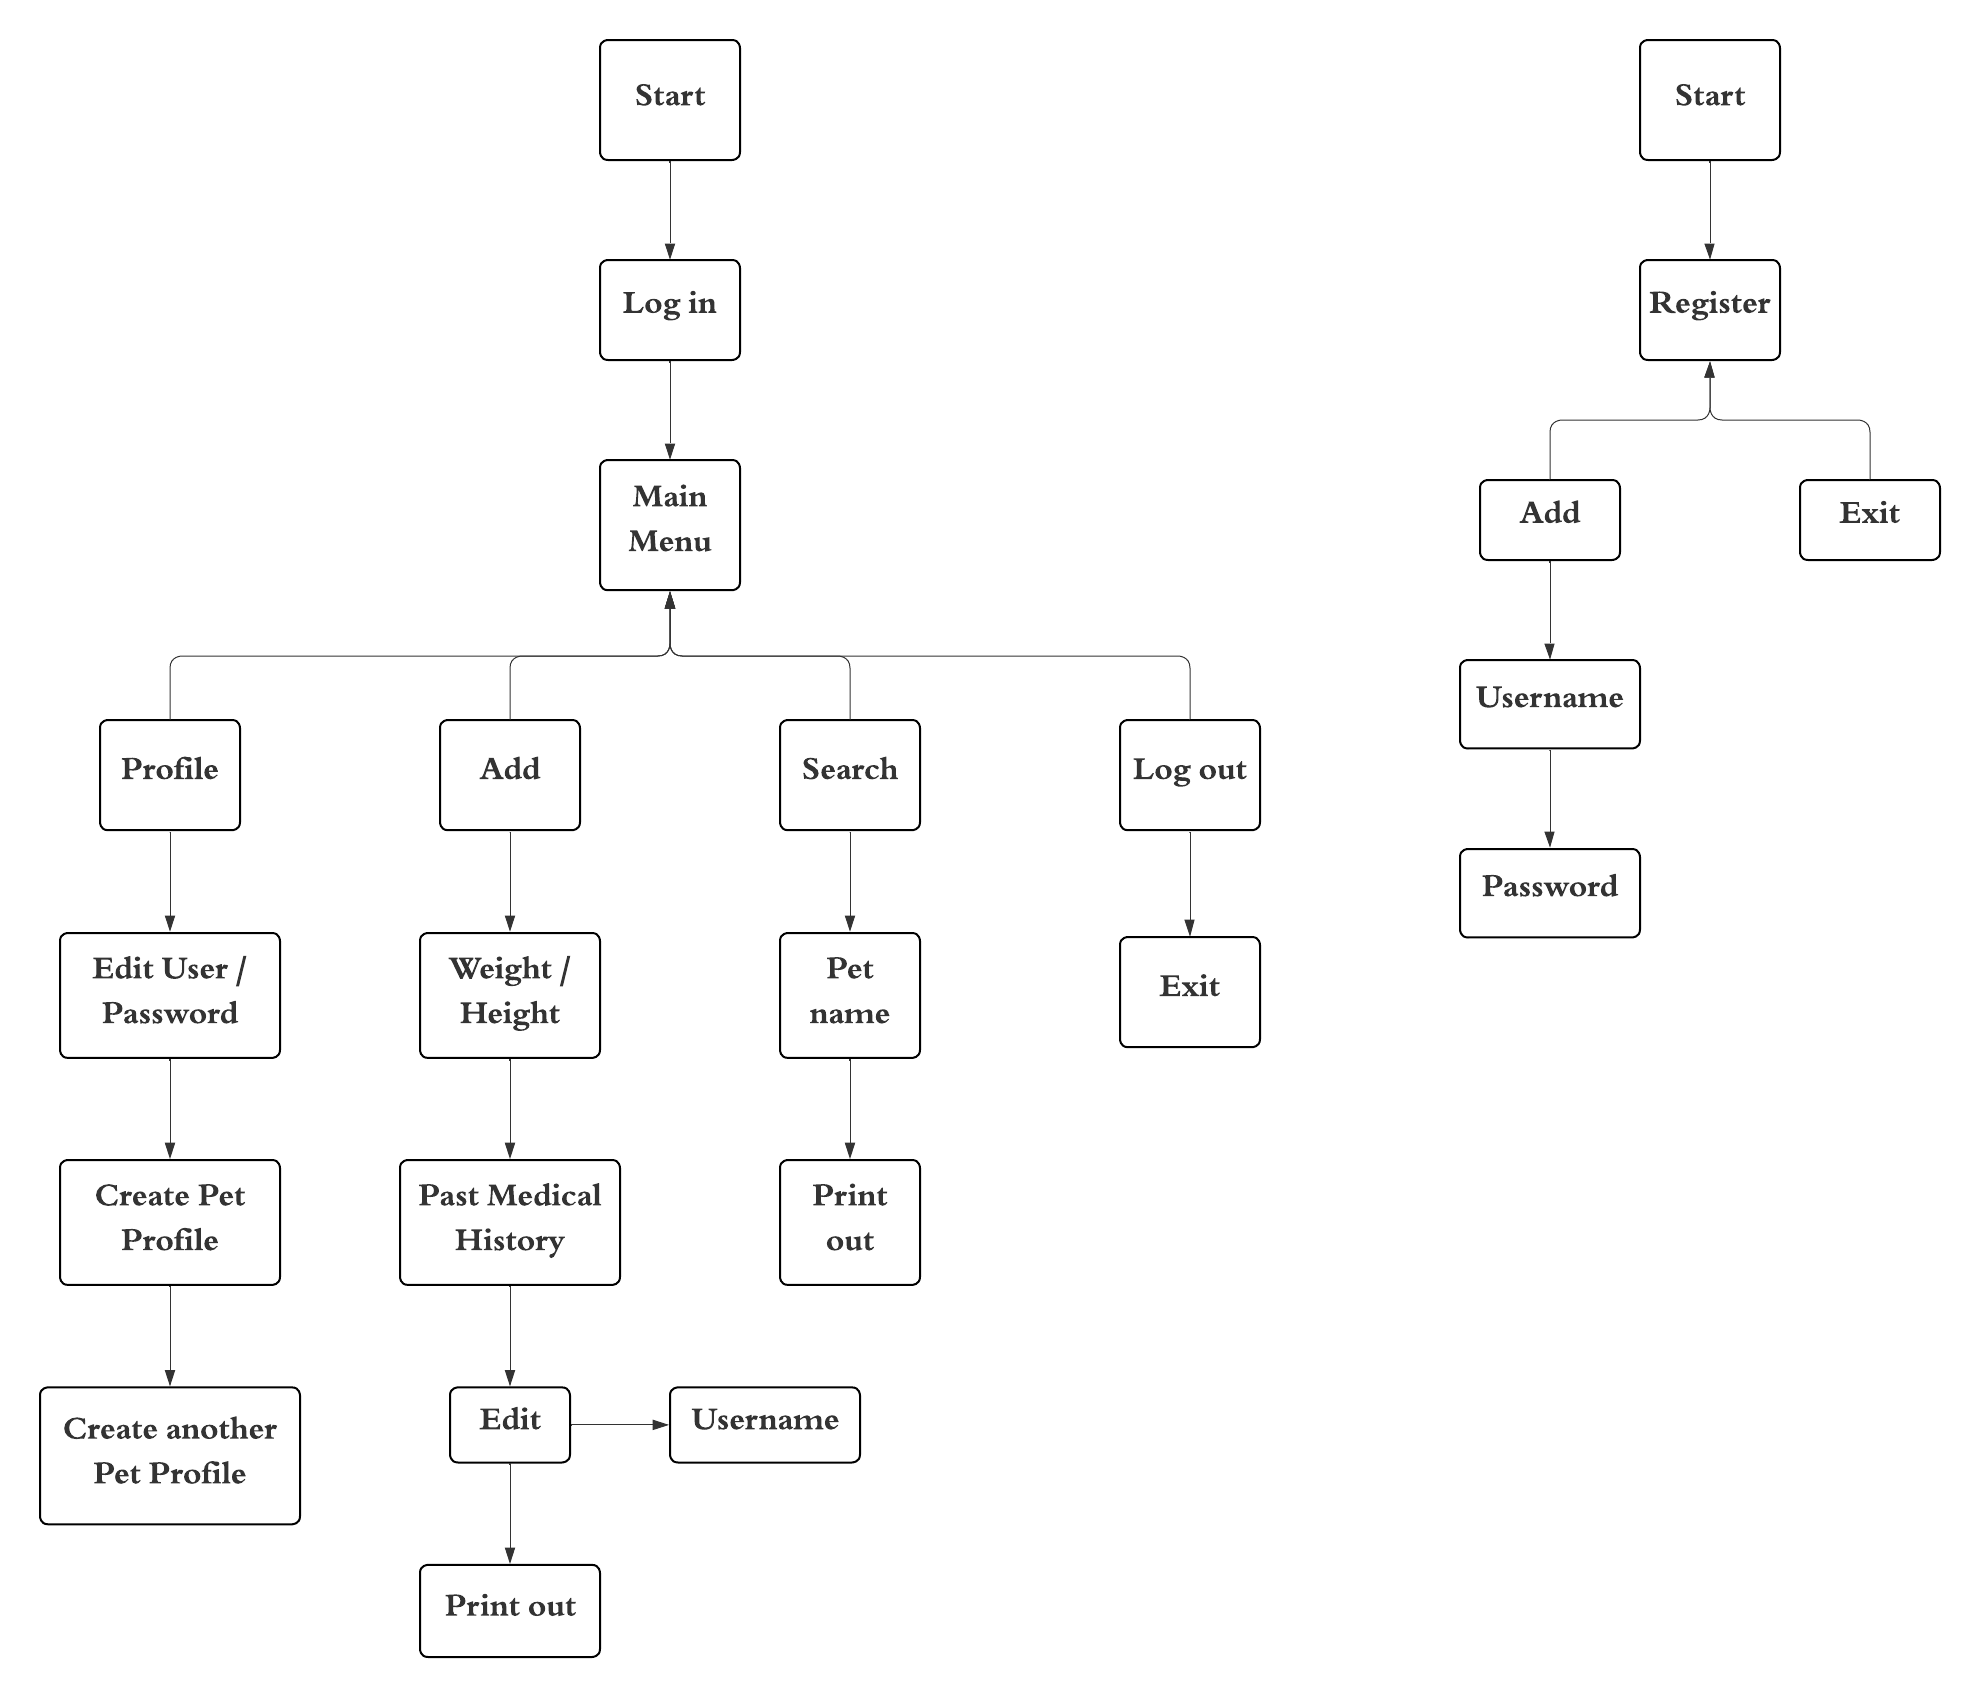 Start
Log in
Main
Menu
Profile
Add
Search
Log out
Edit User /
Password
Weight /
Height
Pet
name
Exit
Create Pet
Profile
Past Medical
History
Print
out
Create another
Pet Profile
Edit
Username
Print out
Start
Register
Add
Exit
Username
Password